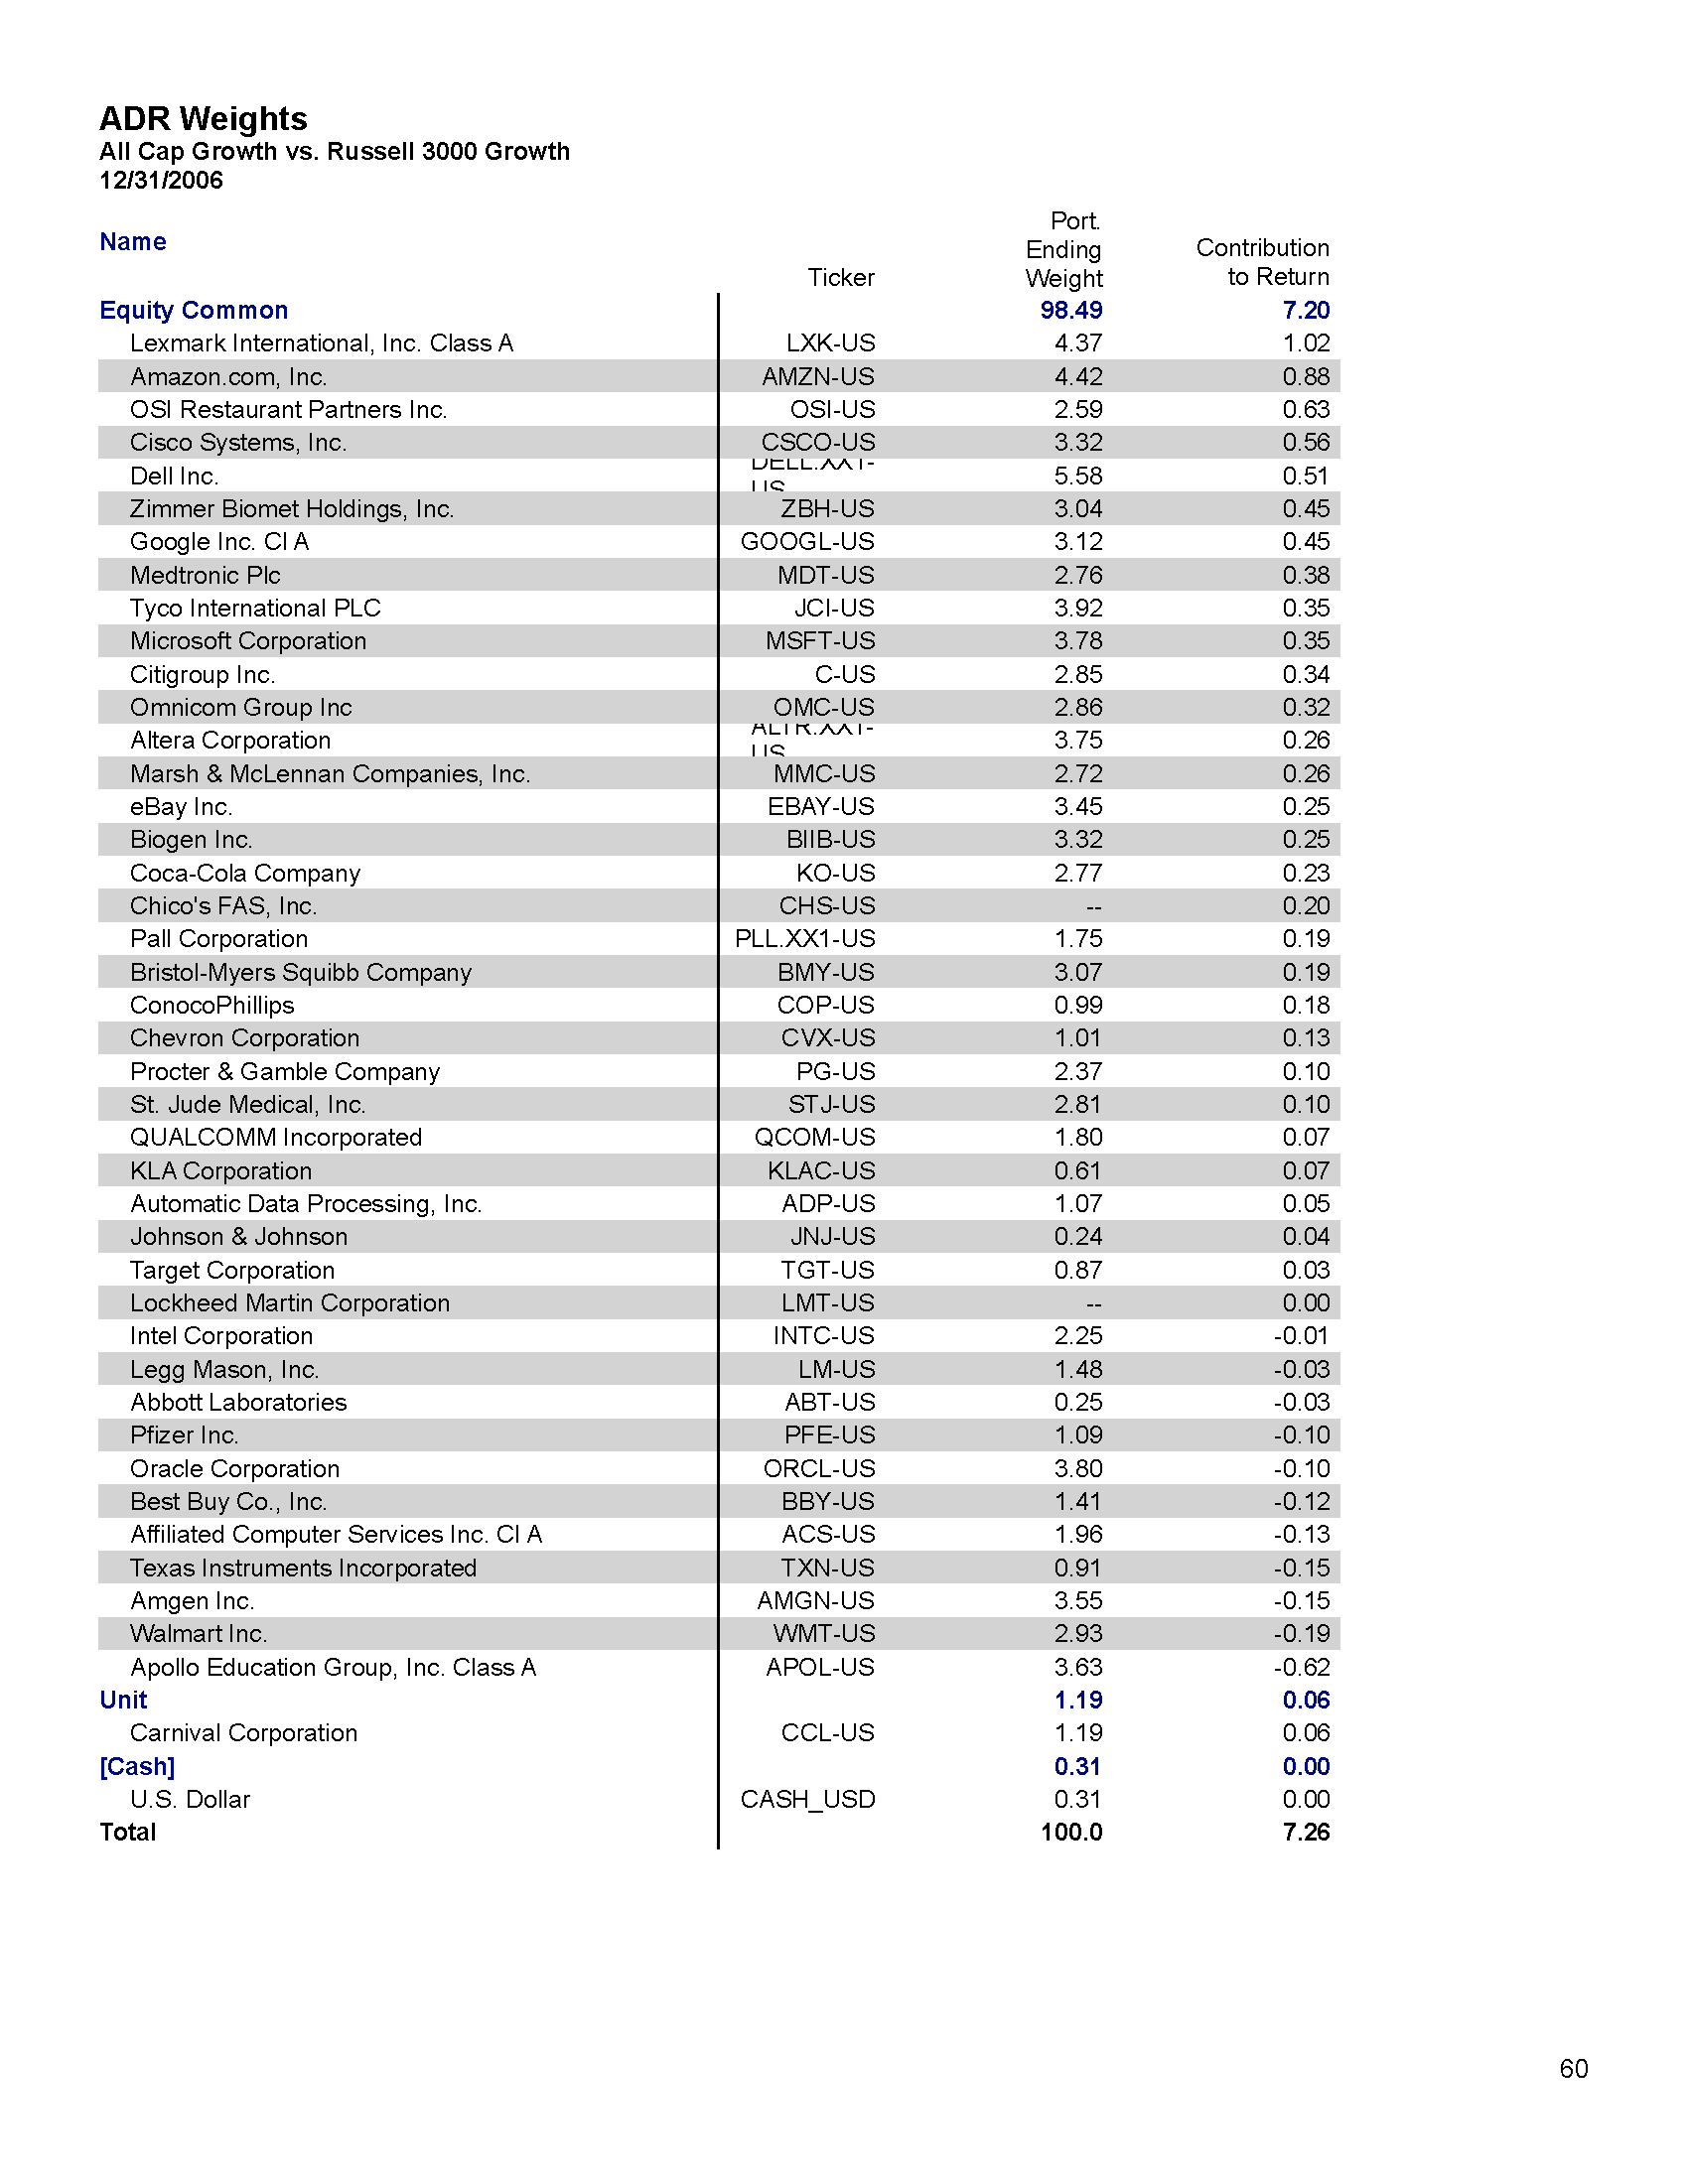 ADR Weights
All Cap Growth vs. Russell 3000 Growth
12/31/2006
Name Ticker Port. Ending Weight Contribution to Return
Equity Common 98.49 7.20
Lexmark International, Inc. Class A LXK-US 4.37 1.02
Amazon.com, Inc. AMZN-US 4.42 0.88
OSI Restaurant Partners Inc. OSI-US 2.59 0.63
Cisco Systems, Inc. CSCO-US 3.32 0.56
Dell Inc. DELL.XX1-US 5.58 0.51
Zimmer Biomet Holdings, Inc. ZBH-US 3.04 0.45
Google Inc. Cl A GOOGL-US 3.12 0.45
Medtronic Plc MDT-US 2.76 0.38
Tyco International PLC JCI-US 3.92 0.35
Microsoft Corporation MSFT-US 3.78 0.35
Citigroup Inc. C-US 2.85 0.34
Omnicom Group Inc OMC-US 2.86 0.32
Altera Corporation ALTR.XX1-US 3.75 0.26
Marsh & McLennan Companies, Inc. MMC-US 2.72 0.26
eBay Inc. EBAY-US 3.45 0.25
Biogen Inc. BIIB-US 3.32 0.25
Coca-Cola Company KO-US 2.77 0.23
Chico's FAS, Inc. CHS-US -- 0.20
Pall Corporation PLL.XX1-US 1.75 0.19
Bristol-Myers Squibb Company BMY-US 3.07 0.19
ConocoPhillips COP-US 0.99 0.18
Chevron Corporation CVX-US 1.01 0.13
Procter & Gamble Company PG-US 2.37 0.10
St. Jude Medical, Inc. STJ-US 2.81 0.10
QUALCOMM Incorporated QCOM-US 1.80 0.07
KLA Corporation KLAC-US 0.61 0.07
Automatic Data Processing, Inc. ADP-US 1.07 0.05
Johnson & Johnson JNJ-US 0.24 0.04
Target Corporation TGT-US 0.87 0.03
Lockheed Martin Corporation LMT-US -- 0.00
Intel Corporation INTC-US 2.25 -0.01
Legg Mason, Inc. LM-US 1.48 -0.03
Abbott Laboratories ABT-US 0.25 -0.03
Pfizer Inc. PFE-US 1.09 -0.10
Oracle Corporation ORCL-US 3.80 -0.10
Best Buy Co., Inc. BBY-US 1.41 -0.12
Affiliated Computer Services Inc. Cl A ACS-US 1.96 -0.13
Texas Instruments Incorporated TXN-US 0.91 -0.15
Amgen Inc. AMGN-US 3.55 -0.15
Walmart Inc. WMT-US 2.93 -0.19
Apollo Education Group, Inc. Class A APOL-US 3.63 -0.62
Unit 1.19 0.06
Carnival Corporation CCL-US 1.19 0.06
[Cash] 0.31 0.00
U.S. Dollar CASH_USD 0.31 0.00
Total 100.0 7.26
60